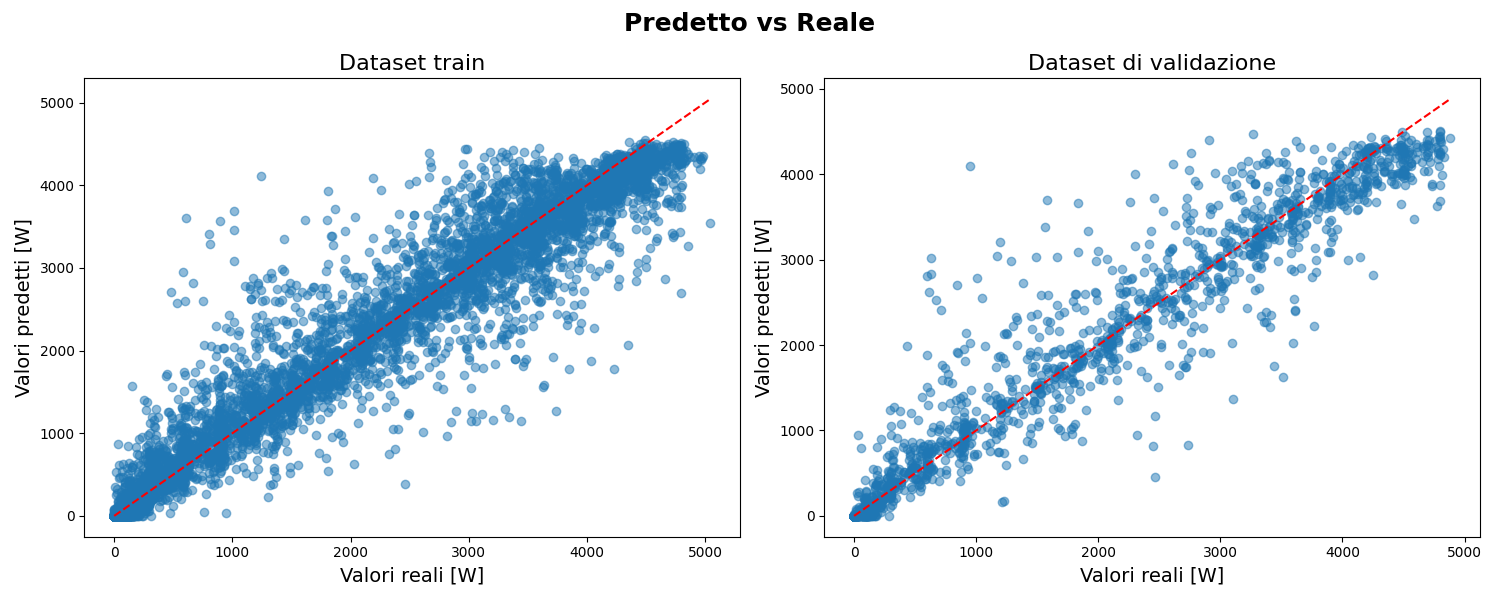 Predetto vs Reale
Dataset train
5000
4000
3000
2000
1000
0
Valori predetti [W]
0 1000 2000 3000 4000 5000
Valori reali [W]
Dataset di validazione
5000
4000
3000
2000
1000
0
Valori predetti [W]
0 1000 2000 3000 4000 5000
Valori reali [W]